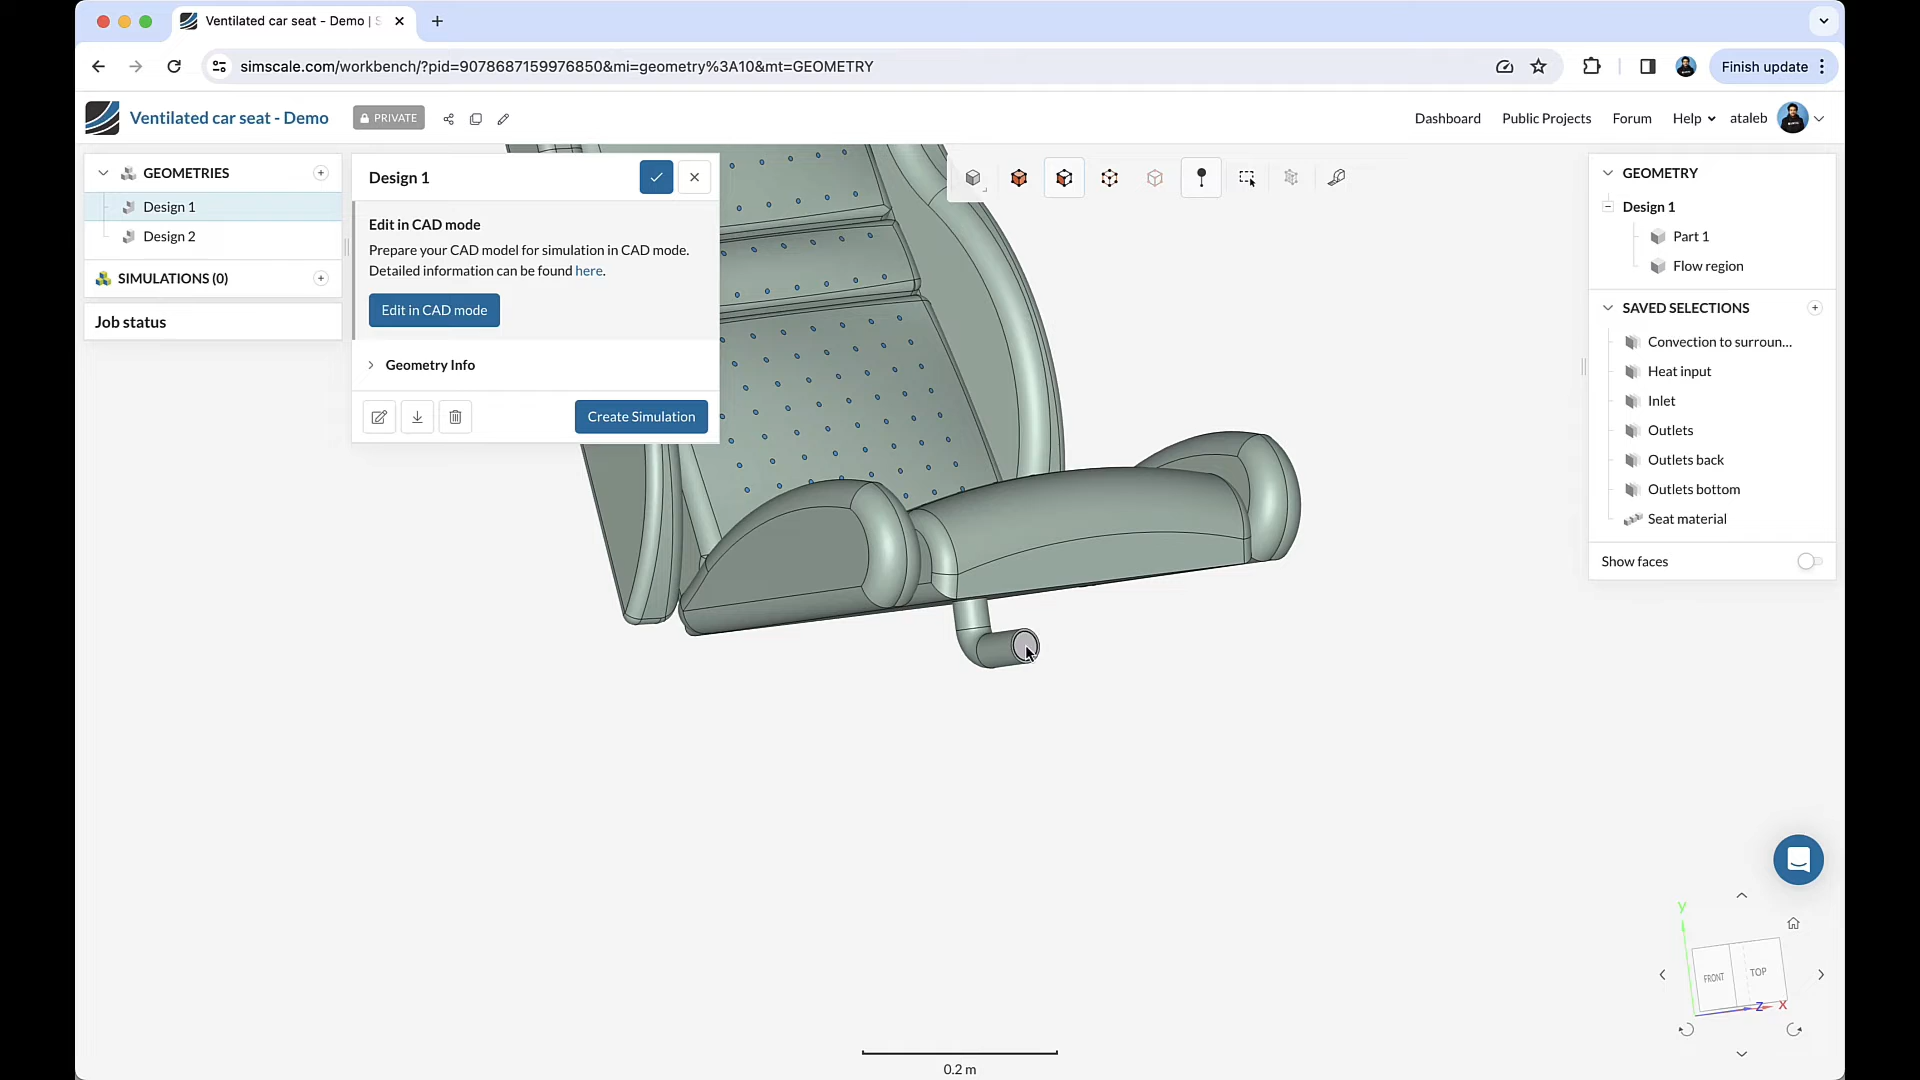 Ventilated car seat - Demo | S
simscale.com/workbench/?pid=9078687159976850&mi=geometry%3A10&mt=GEOMETRY
Finish update
Ventilated car seat - Demo
PRIVATE
Dashboard
Public Projects
Forum
Help
ataleb
GEOMETRIES
Design 1
Design 2
SIMULATIONS (0)
Job status
Design 1
Edit in CAD mode
Prepare your CAD model for simulation in CAD mode.
Detailed information can be found here.
Edit in CAD mode
Geometry Info
Create Simulation
GEOMETRY
Design 1
Part 1
Flow region
SAVED SELECTIONS
Convection to surroun...
Heat input
Inlet
Outlets
Outlets back
Outlets bottom
Seat material
Show faces
y
FRONT
TOP
Z
X
0.2 m